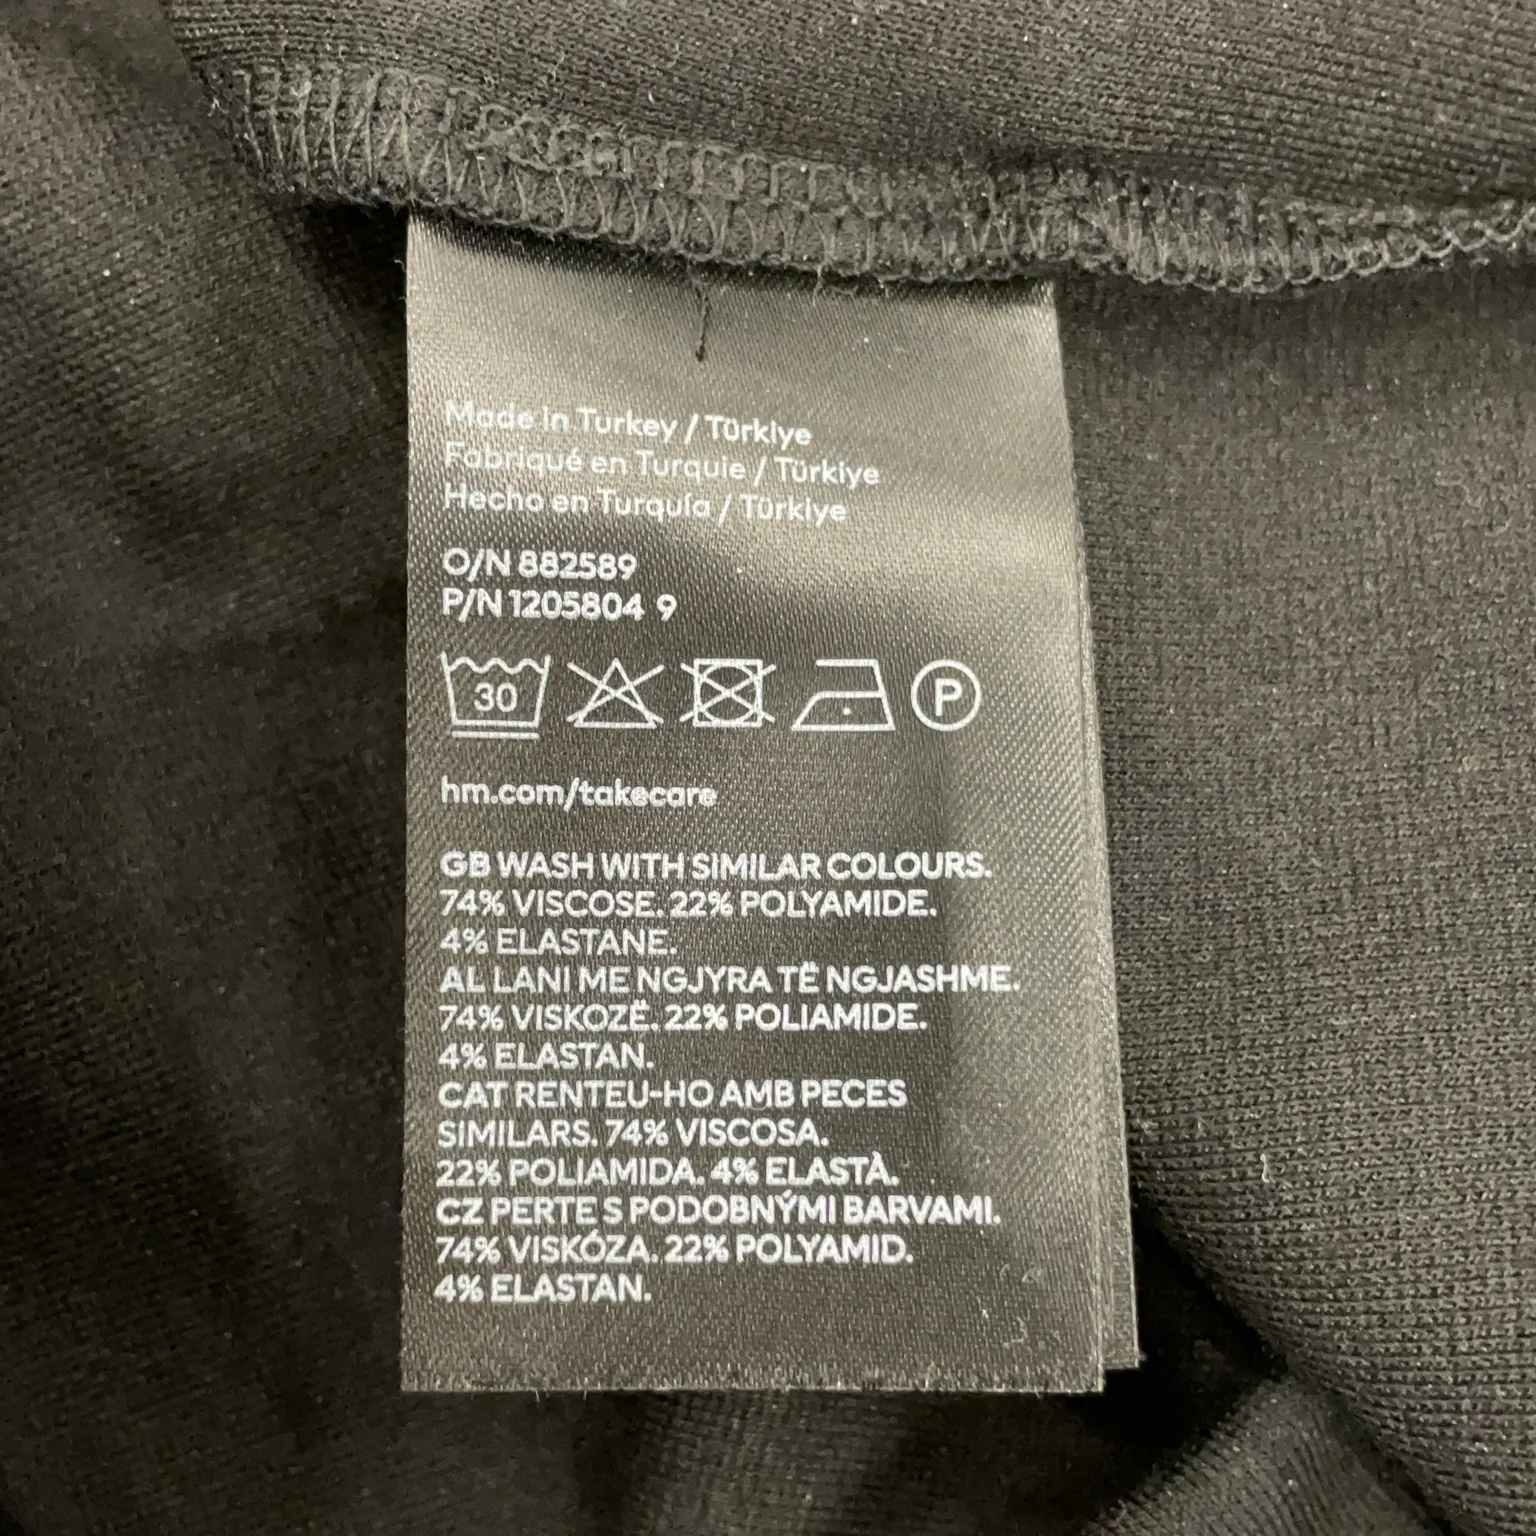 Made in Turkey / Türkiye
Fabriqué en Turquie / Türkiye
Hecho en Turquía / Türkiye
O/N 882589
P/N 1205804 9
30 P
hm.com/takecare
GB WASH WITH SIMILAR COLOURS.
74% VISCOSE. 22% POLYAMIDE.
4% ELASTANE.
AL LANI ME NGJYRA TË NGJASHME.
74% VISKOZË. 22% POLIAMIDE.
4% ELASTAN.
CAT RENTEU-HO AMB PECES
SIMILARS. 74% VISCOSA.
22% POLIAMIDA. 4% ELASTÀ.
CZ PERTE S PODOBNÝMI BARVAMI.
74% VISKÓZA. 22% POLYAMID.
4% ELASTAN.